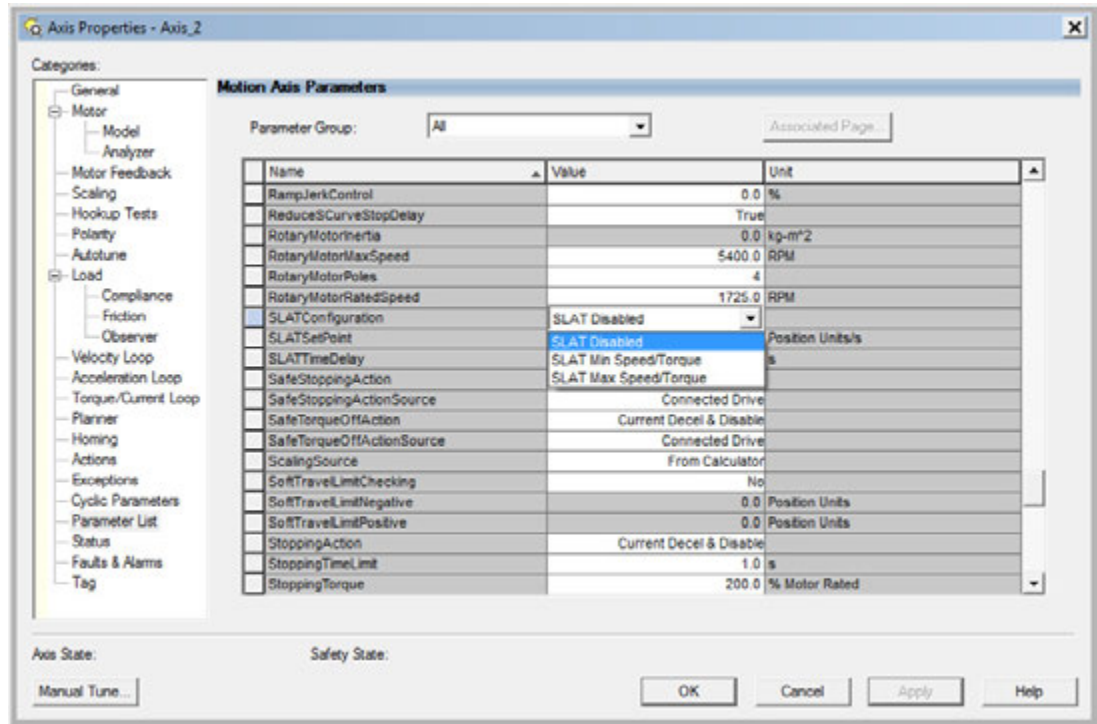 Axis Properties - Axis_2
Categories:
General
Motor
Model
Analyzer
Motor Feedback
Scaling
Hookup Tests
Polarity
Autotune
Load
Compliance
Friction
Observer
Velocity Loop
Acceleration Loop
Torque/Current Loop
Planner
Homing
Actions
Exceptions
Cyclic Parameters
Parameter List
Status
Faults & Alarms
Tag
Motion Axis Parameters
Parameter Group: All Associated Page...
Name Value Unit
RampJerkControl 0.0 %
ReduceSCurveStopDelay True
RotaryMotorInertia 0.0 kg-m^2
RotaryMotorMaxSpeed 5400.0 RPM
RotaryMotorPoles 4
RotaryMotorRatedSpeed 1725.0 RPM
SLATConfiguration SLAT Disabled
SLATSetPoint SLAT Disabled Position Units/s
SLATTimeDelay SLAT Min Speed/Torque s
SafeStoppingAction SLAT Max Speed/Torque
SafeStoppingActionSource Connected Drive
SafeTorqueOffAction Current Decel & Disable
SafeTorqueOffActionSource Connected Drive
ScalingSource From Calculator
SoftTravelLimitChecking No
SoftTravelLimitNegative 0.0 Position Units
SoftTravelLimitPositive 0.0 Position Units
StoppingAction Current Decel & Disable
StoppingTimeLimit 1.0 s
StoppingTorque 200.0 % Motor Rated
Axis State: Safety State:
Manual Tune... OK Cancel Apply Help